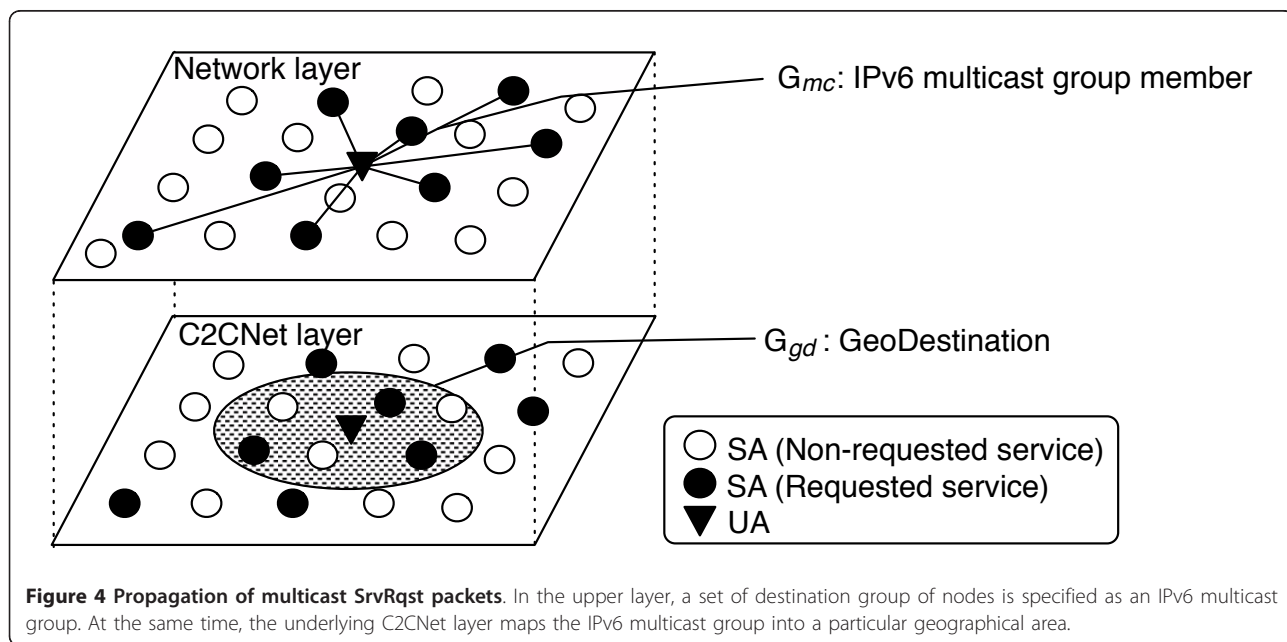 Network layer
G_mc: IPv6 multicast group member
C2CNet layer
G_gd : GeoDestination
SA (Non-requested service)
SA (Requested service)
UA
Figure 4 Propagation of multicast SrvRqst packets. In the upper layer, a set of destination group of nodes is specified as an IPv6 multicast
group. At the same time, the underlying C2CNet layer maps the IPv6 multicast group into a particular geographical area.